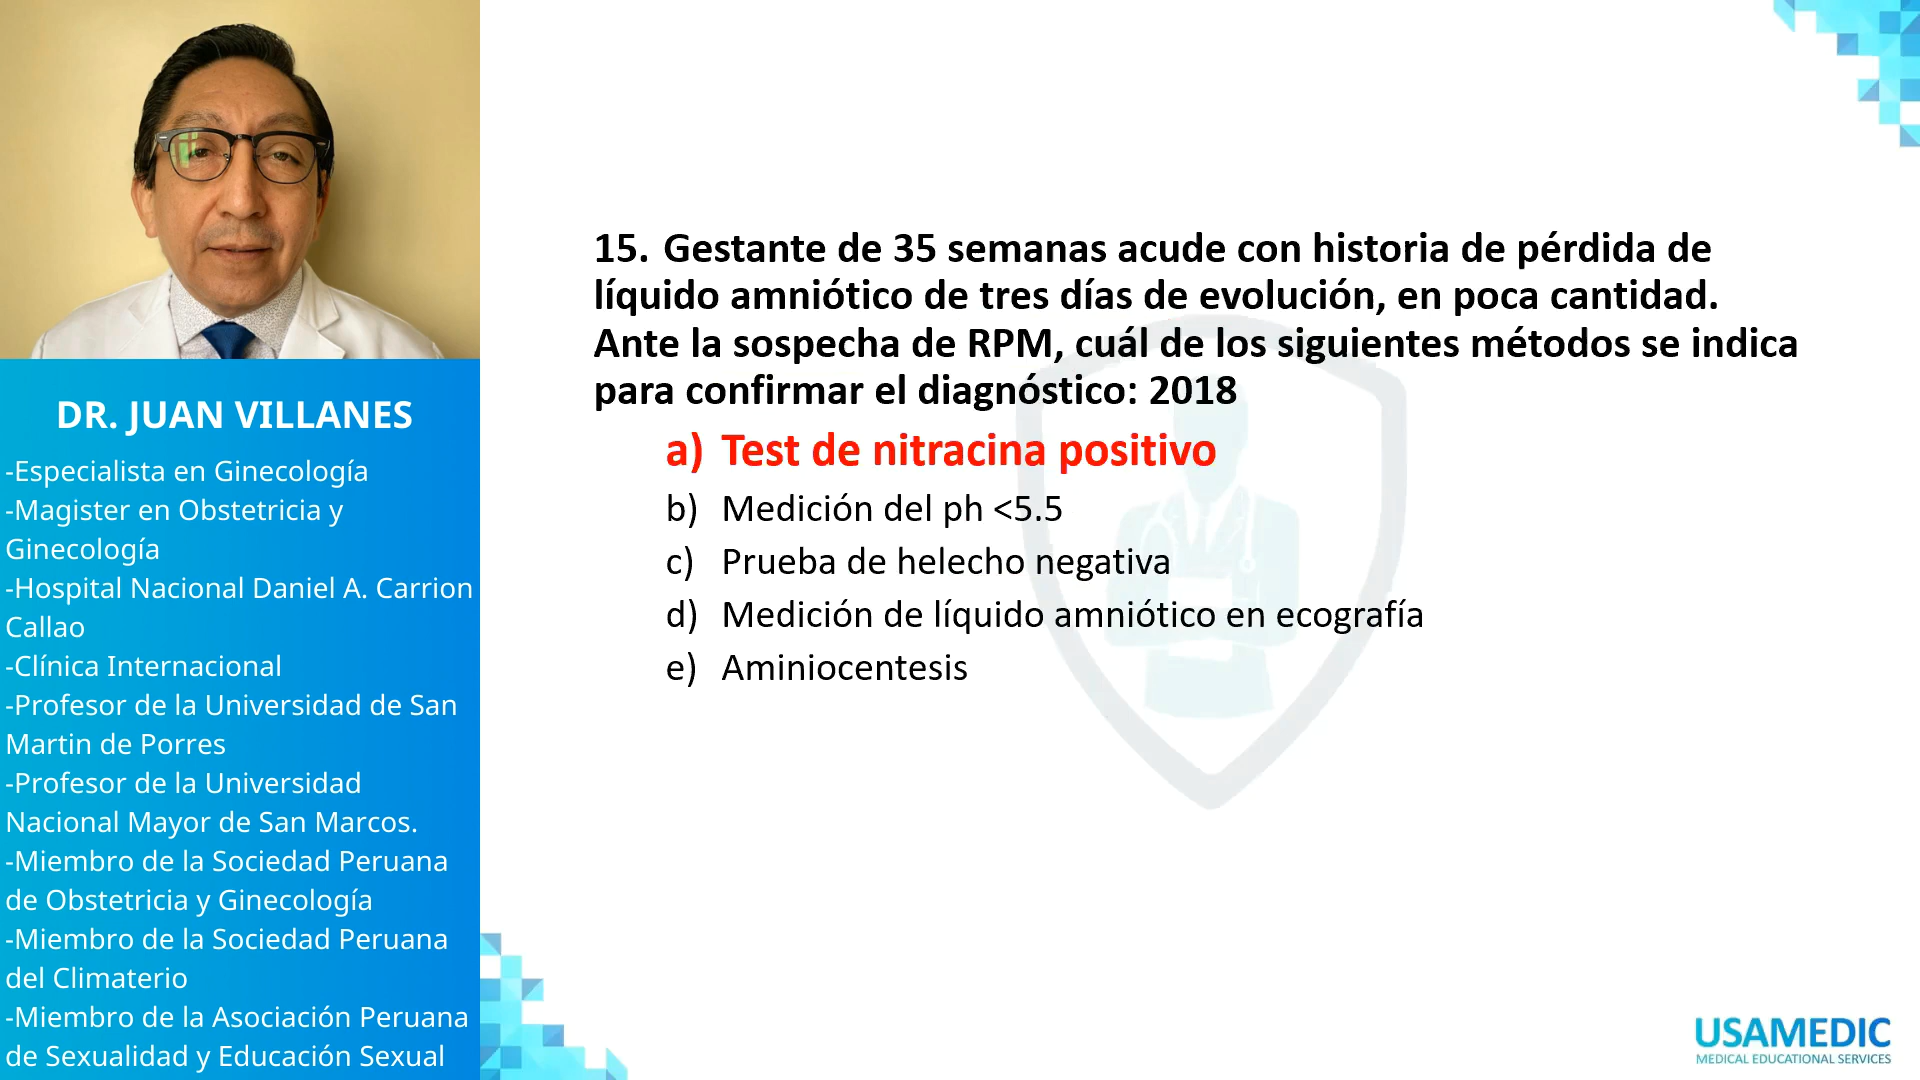 DR. JUAN VILLANES
-Especialista en Ginecología
-Magister en Obstetricia y
Ginecología
-Hospital Nacional Daniel A. Carrion
Callao
-Clínica Internacional
-Profesor de la Universidad de San
Martin de Porres
-Profesor de la Universidad
Nacional Mayor de San Marcos.
-Miembro de la Sociedad Peruana
de Obstetricia y Ginecología
-Miembro de la Sociedad Peruana
del Climaterio
-Miembro de la Asociación Peruana
de Sexualidad y Educación Sexual
15. Gestante de 35 semanas acude con historia de pérdida de
líquido amniótico de tres días de evolución, en poca cantidad.
Ante la sospecha de RPM, cuál de los siguientes métodos se indica
para confirmar el diagnóstico: 2018
a) Test de nitracina positivo
b) Medición del ph <5.5
c) Prueba de helecho negativa
d) Medición de líquido amniótico en ecografía
e) Aminiocentesis
USAMEDIC
MEDICAL EDUCATIONAL SERVICES